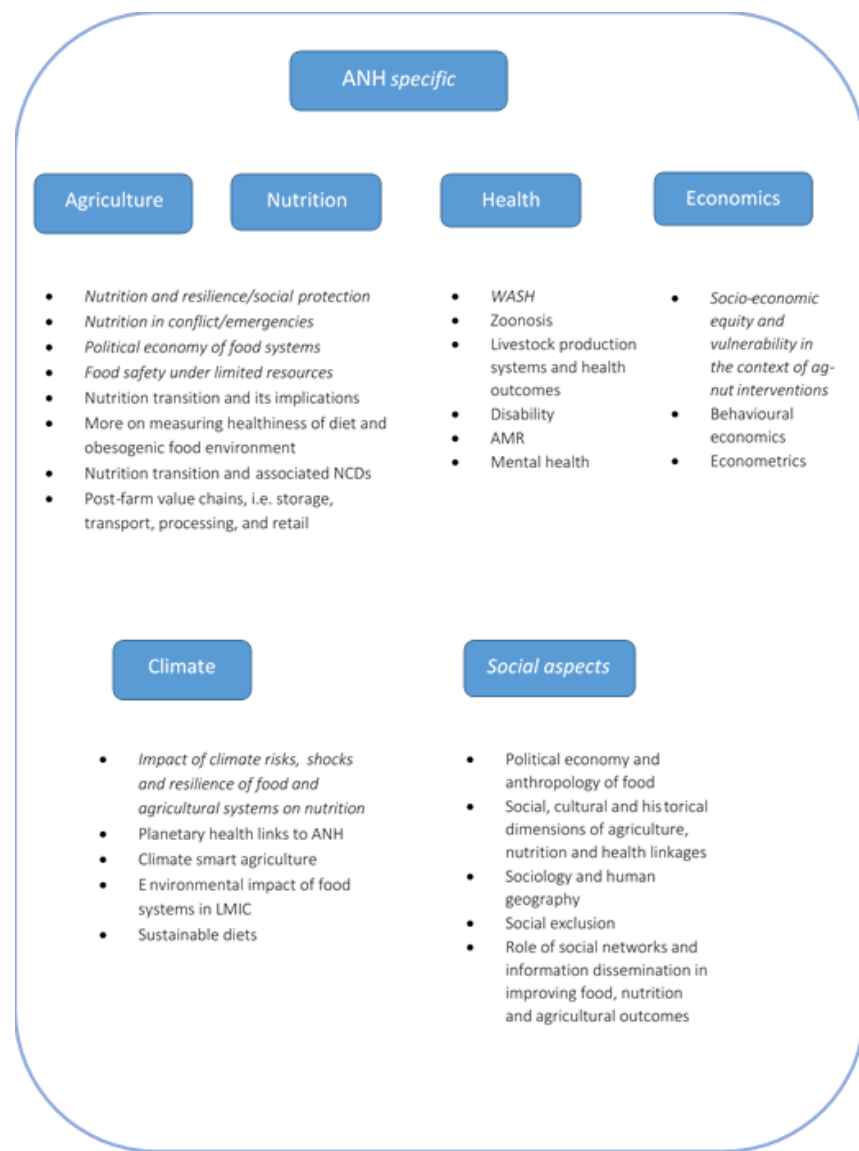 ANH specific
Agriculture
Nutrition
Health
Economics
• Nutrition and resilience/social protection
• Nutrition in conflict/emergencies
• Political economy of food systems
• Food safety under limited resources
• Nutrition transition and its implications
• More on measuring healthiness of diet and
obesogenic food environment
• Nutrition transition and associated NCDs
• Post-farm value chains, i.e. storage,
transport, processing, and retail
• WASH
• Zoonosis
• Livestock production
systems and health
outcomes
• Disability
• AMR
• Mental health
• Socio-economic
equity and
vulnerability in
the context of ag-
nut interventions
• Behavioural
economics
• Econometrics
Climate
Social aspects
• Impact of climate risks, shocks
and resilience of food and
agricultural systems on nutrition
• Planetary health links to ANH
• Climate smart agriculture
• Environmental impact of food
systems in LMIC
• Sustainable diets
• Political economy and
anthropology of food
• Social, cultural and historical
dimensions of agriculture,
nutrition and health linkages
• Sociology and human
geography
• Social exclusion
• Role of social networks and
information dissemination in
improving food, nutrition
and agricultural outcomes